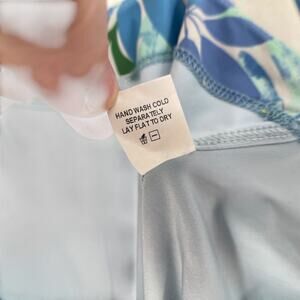 HAND WASH COLD
SEPARATELY
LAY FLAT TO DRY